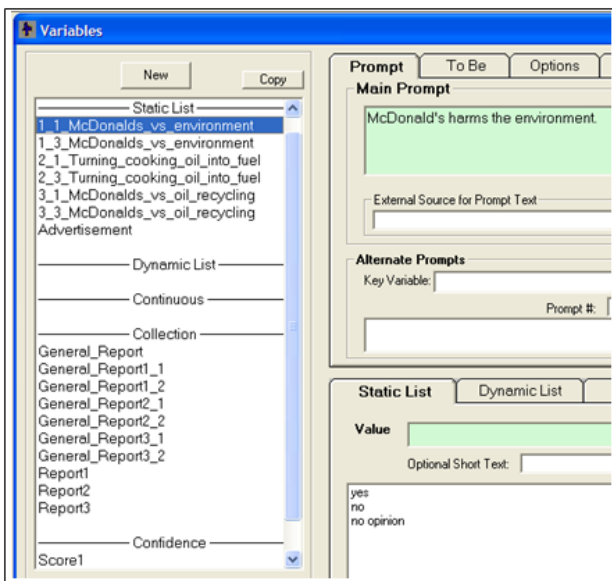 Variables
New
Copy
Static List
1_1_McDonalds_vs_environment
1_3_McDonalds_vs_environment
2_1_Turning_cooking_oil_into_fuel
2_3_Turning_cooking_oil_into_fuel
3_1_McDonalds_vs_oil_recycling
3_3_McDonalds_vs_oil_recycling
Advertisement
Dynamic List
Continuous
Collection
General_Report
General_Report1_1
General_Report1_2
General_Report2_1
General_Report2_2
General_Report3_1
General_Report3_2
Report1
Report2
Report3
Confidence
Score1
Prompt
To Be
Options
Main Prompt
McDonald's harms the environment.
External Source for Prompt Text
Alternate Prompts
Key Variable:
Prompt #:
Static List
Dynamic List
Value
Optional Short Text:
yes
no
no opinion